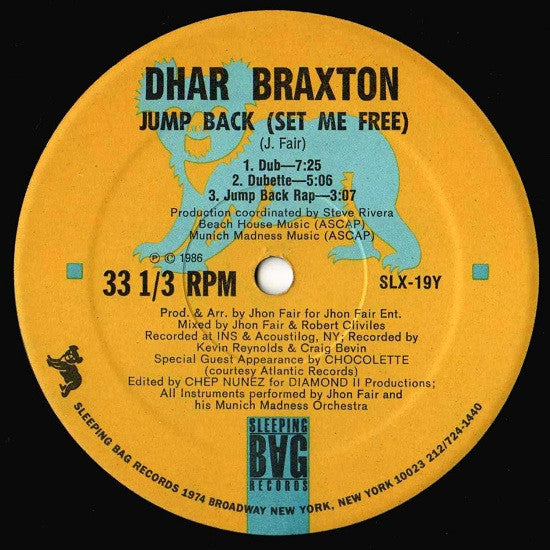 DHAR BRAXTON
JUMP BACK (SET ME FREE)
(J. Fair)
1. Dub—7:25
2. Dubette—5:06
3. Jump Back Rap—3:07
Production coordinated by Steve Rivera
Beach House Music (ASCAP)
Munich Madness Music (ASCAP)
℗ © 1986
33 1/3 RPM
SLX-19Y
Prod. & Arr. by Jhon Fair for Jhon Fair Ent.
Mixed by Jhon Fair & Robert Cliviles
Recorded at INS & Acoustilog, NY; Recorded by
Kevin Reynolds & Craig Bevin
Special Guest Appearance by CHOCOLETTE
(courtesy Atlantic Records)
Edited by CHEP NUNEZ for DIAMOND II Productions;
All Instruments performed by Jhon Fair and
his Munich Madness Orchestra
SLEEPING
BAG
RECORDS
SLEEPING BAG RECORDS 1974 BROADWAY NEW YORK, NEW YORK 10023 212/724-1440